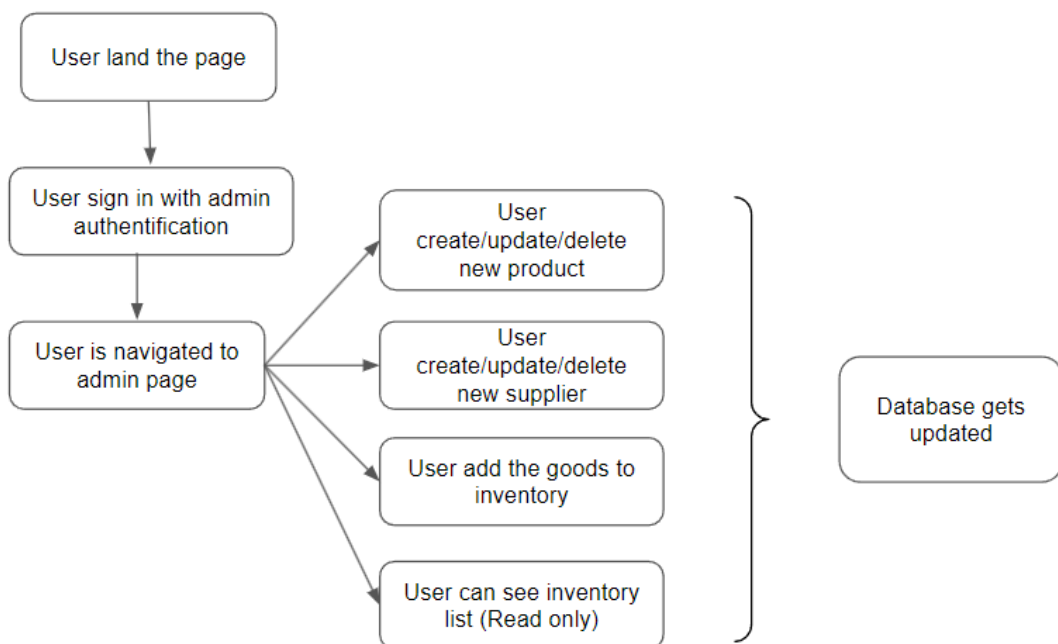 User land the page
User sign in with admin
authentification
User is navigated to
admin page
User
create/update/delete
new product
User
create/update/delete
new supplier
User add the goods to
inventory
User can see inventory
list (Read only)
Database gets
updated